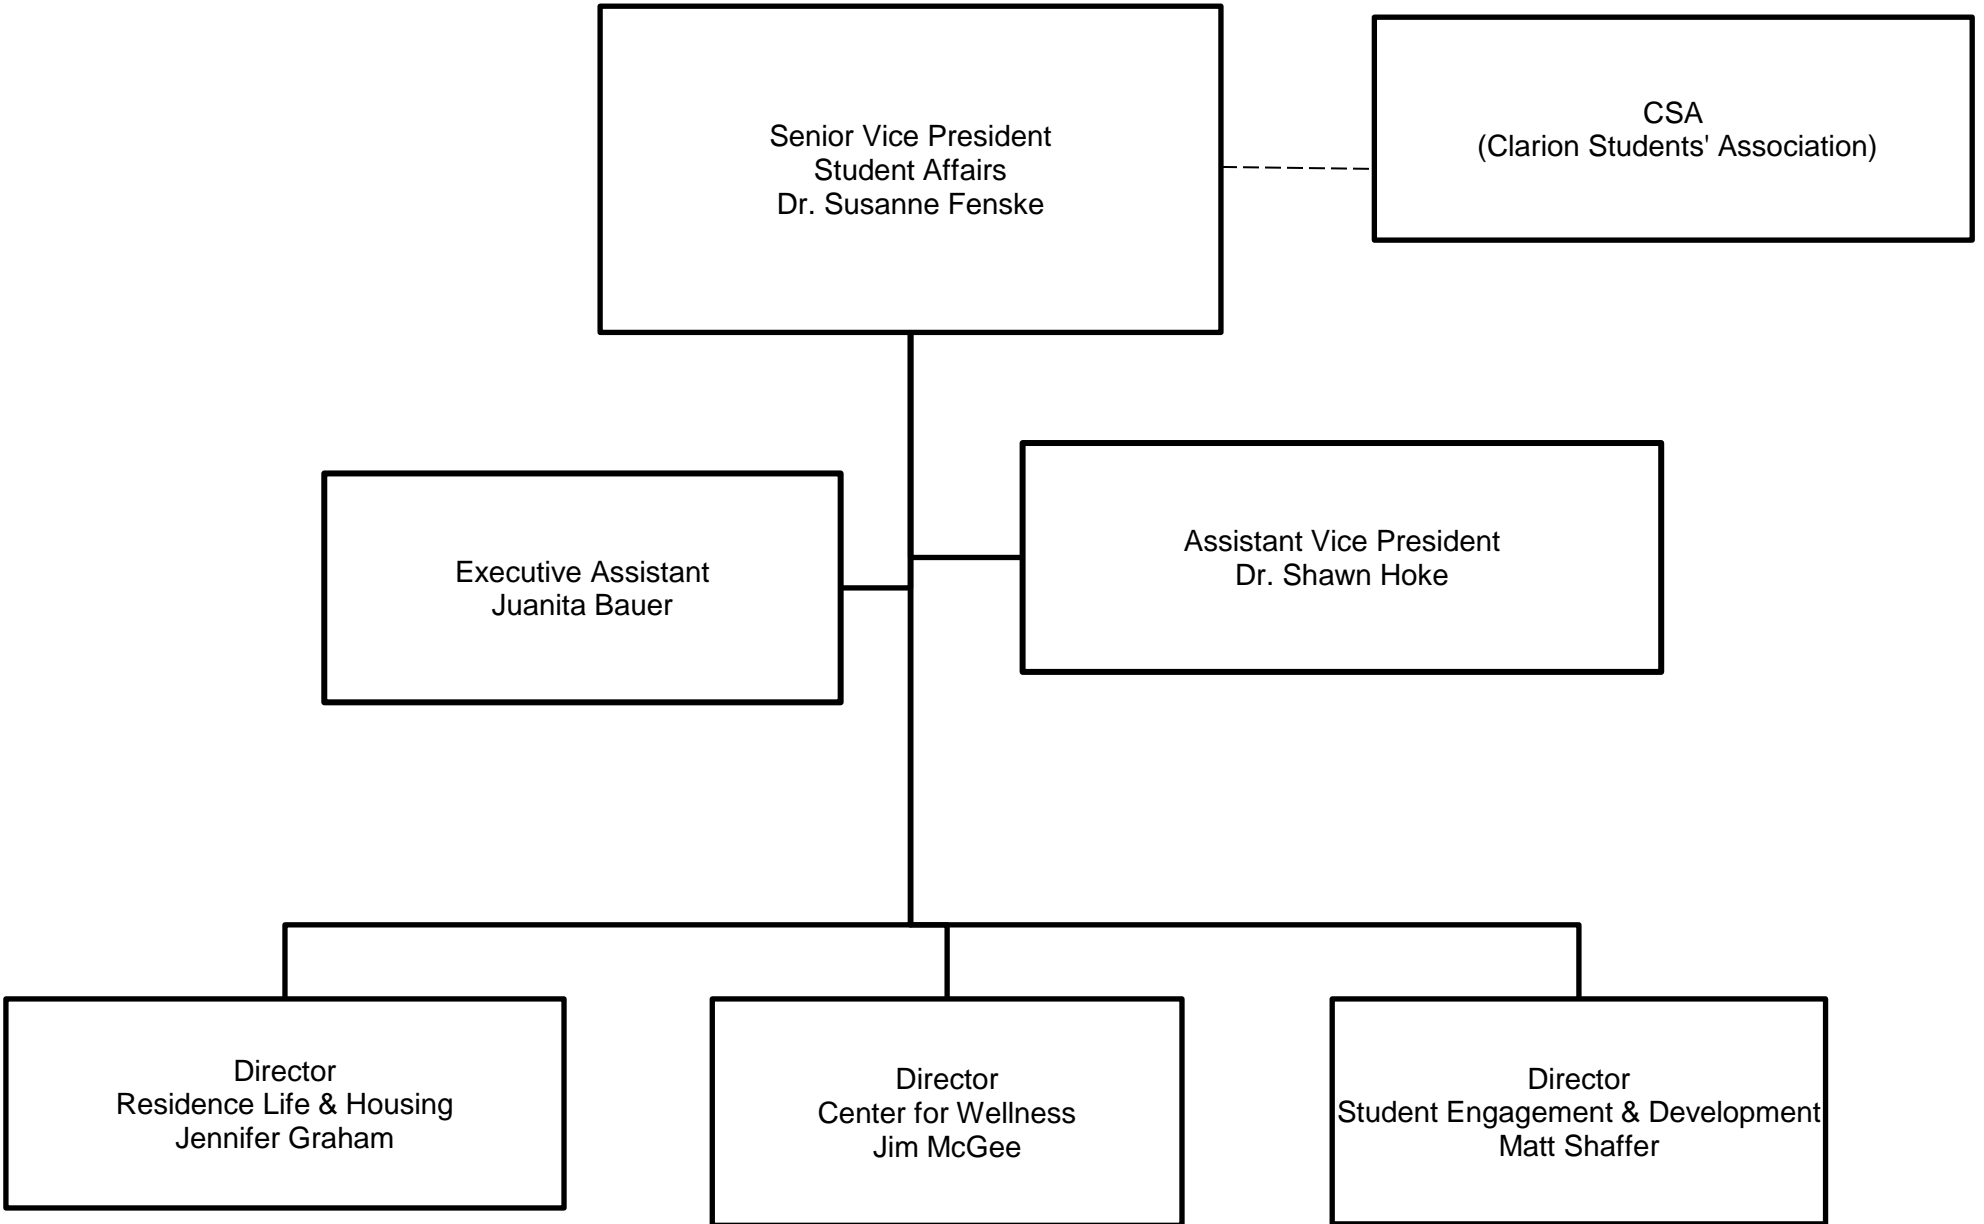 Senior Vice President
Student Affairs
Dr. Susanne Fenske
CSA
(Clarion Students' Association)
Executive Assistant
Juanita Bauer
Assistant Vice President
Dr. Shawn Hoke
Director
Residence Life & Housing
Jennifer Graham
Director
Center for Wellness
Jim McGee
Director
Student Engagement & Development
Matt Shaffer